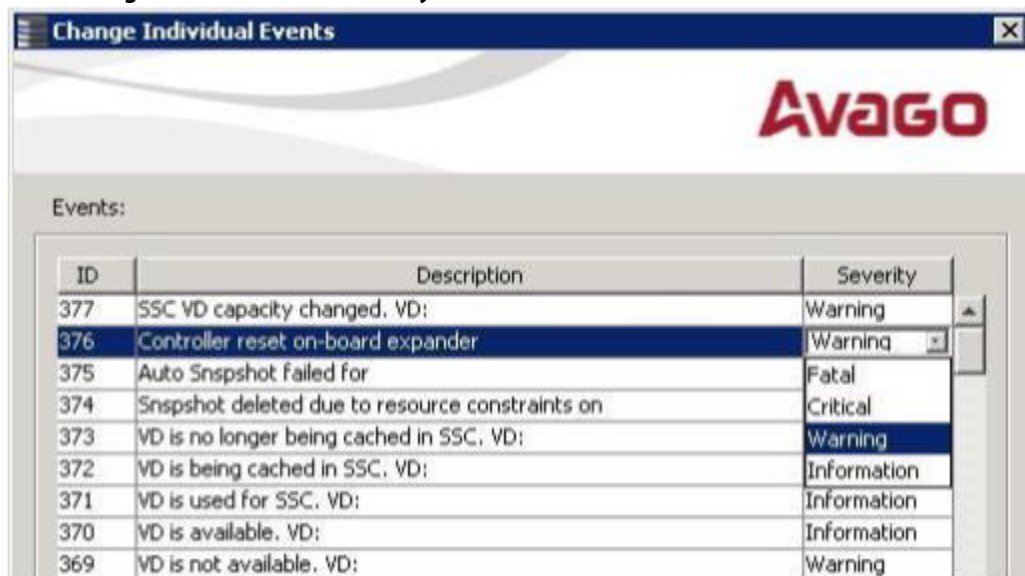 Change Individual Events
Avago
Events:
ID Description Severity
377 SSC VD capacity changed. VD: Warning
376 Controller reset on-board expander Warning
375 Auto Snspshot failed for Fatal
374 Snspshot deleted due to resource constraints on Critical
373 VD is no longer being cached in SSC. VD: Warning
372 VD is being cached in SSC. VD: Information
371 VD is used for SSC. VD: Information
370 VD is available. VD: Information
369 VD is not available. VD: Warning